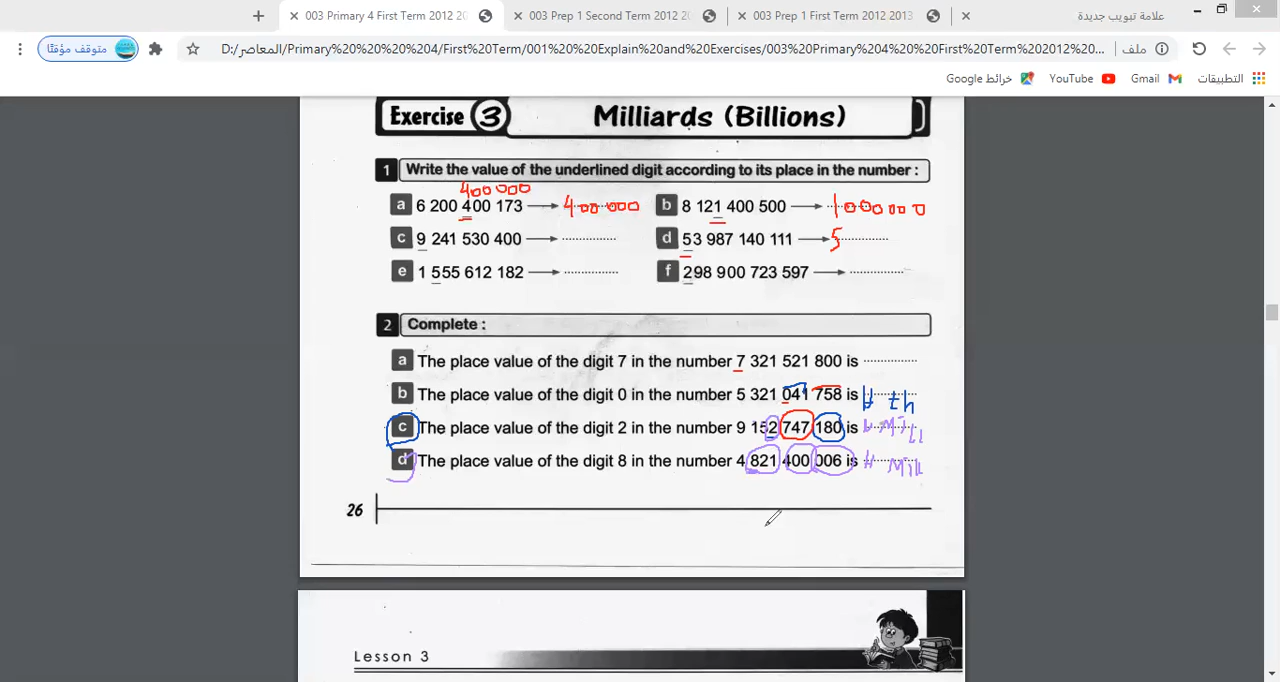 003 Primary 4 First Term 2012 20
003 Prep 1 Second Term 2012 20
003 Prep 1 First Term 2012 2013
علامة تبويب جديدة
متوقف مؤقتًا
D:/المعاصر/Primary%20%20%20%204/First%20Term/001%20%20Explain%20and%20Exercises/003%20Primary%204%20%20First%20Term%202012%20...
ملف
خرائط Google
YouTube
Gmail
التطبيقات
Exercise 3 Milliards (Billions)
1 Write the value of the underlined digit according to its place in the number :
400 000
a 6 200 400 173 → 400 000
b 8 121 400 500 → 1000000
c 9 241 530 400 → ..............
d 53 987 140 111 → 5..............
e 1 555 612 182 → ..............
f 298 900 723 597 → ..............
2 Complete :
a The place value of the digit 7 in the number 7 321 521 800 is ..............
b The place value of the digit 0 in the number 5 321 041 758 is H th
c The place value of the digit 2 in the number 9 152 747 180 is U Mill
d The place value of the digit 8 in the number 4 821 400 006 is H Mill
26
Lesson 3